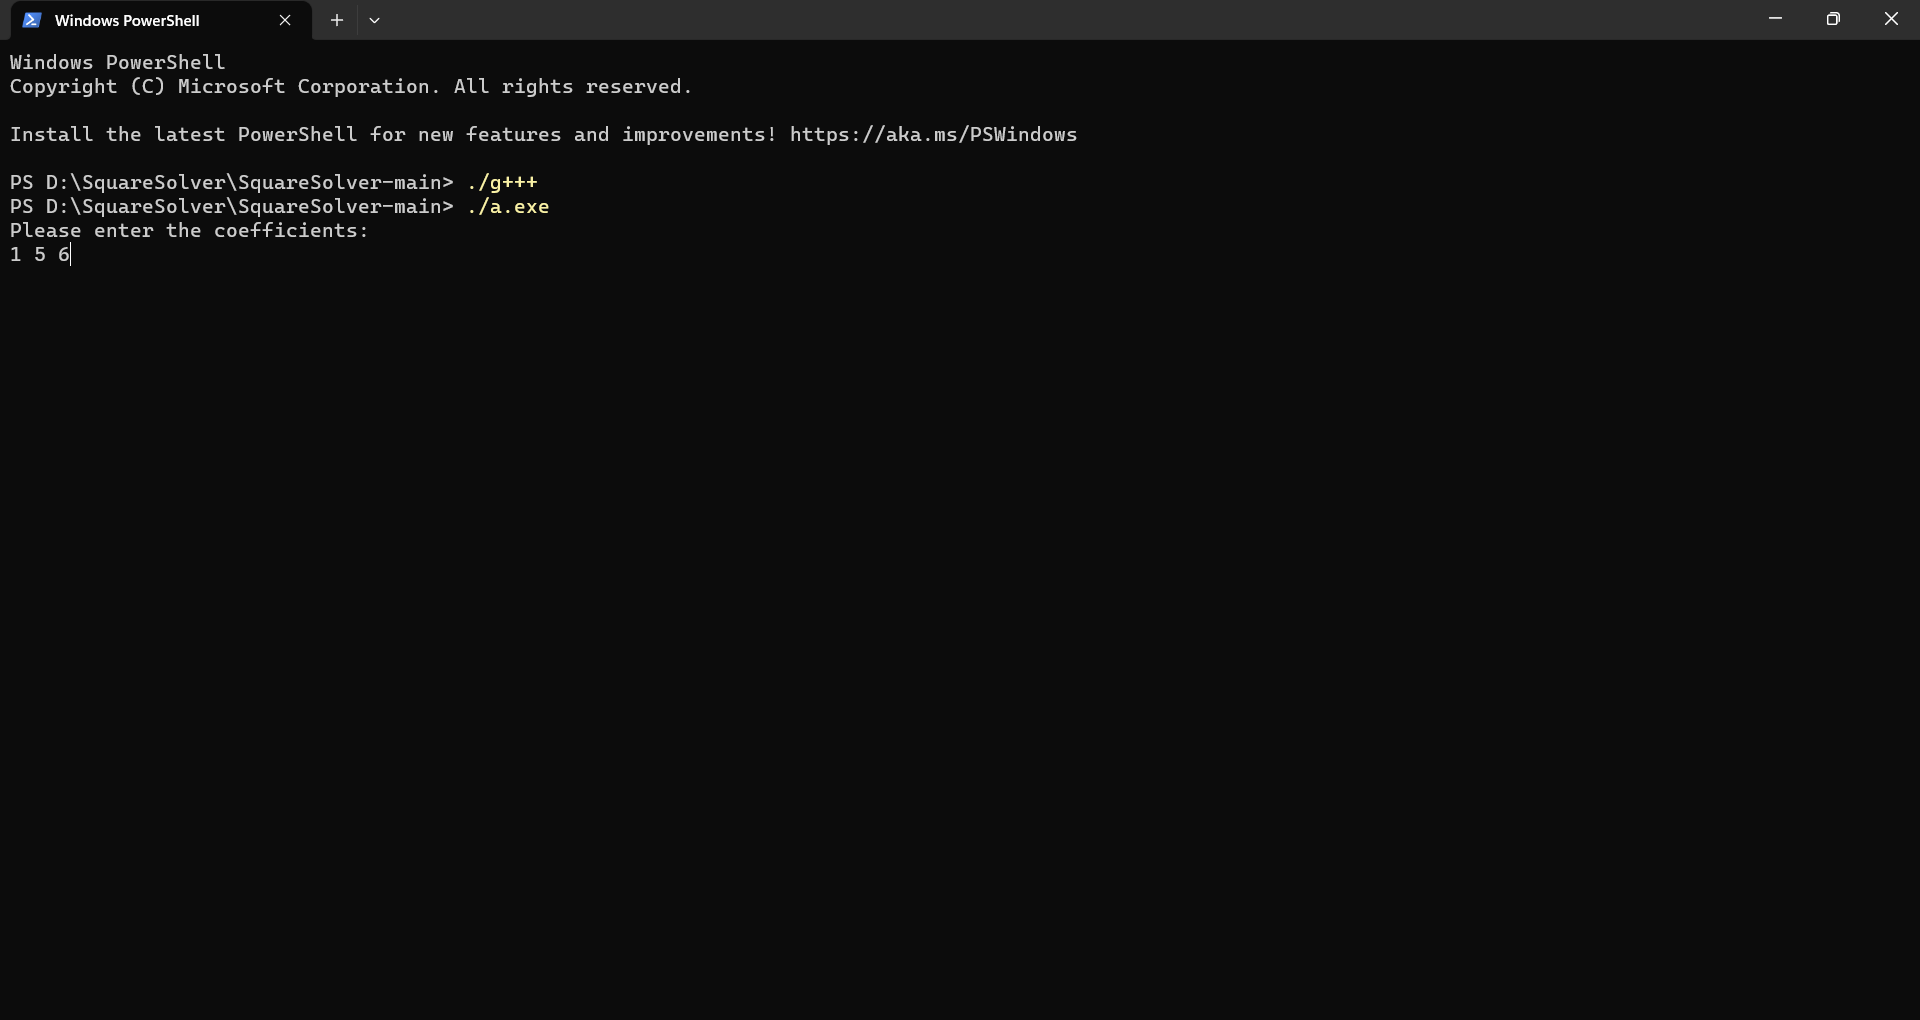 Windows PowerShell
Windows PowerShell
Copyright (C) Microsoft Corporation. All rights reserved.
Install the latest PowerShell for new features and improvements! https://aka.ms/PSWindows
PS D:\SquareSolver\SquareSolver-main> ./g+++
PS D:\SquareSolver\SquareSolver-main> ./a.exe
Please enter the coefficients:
1 5 6